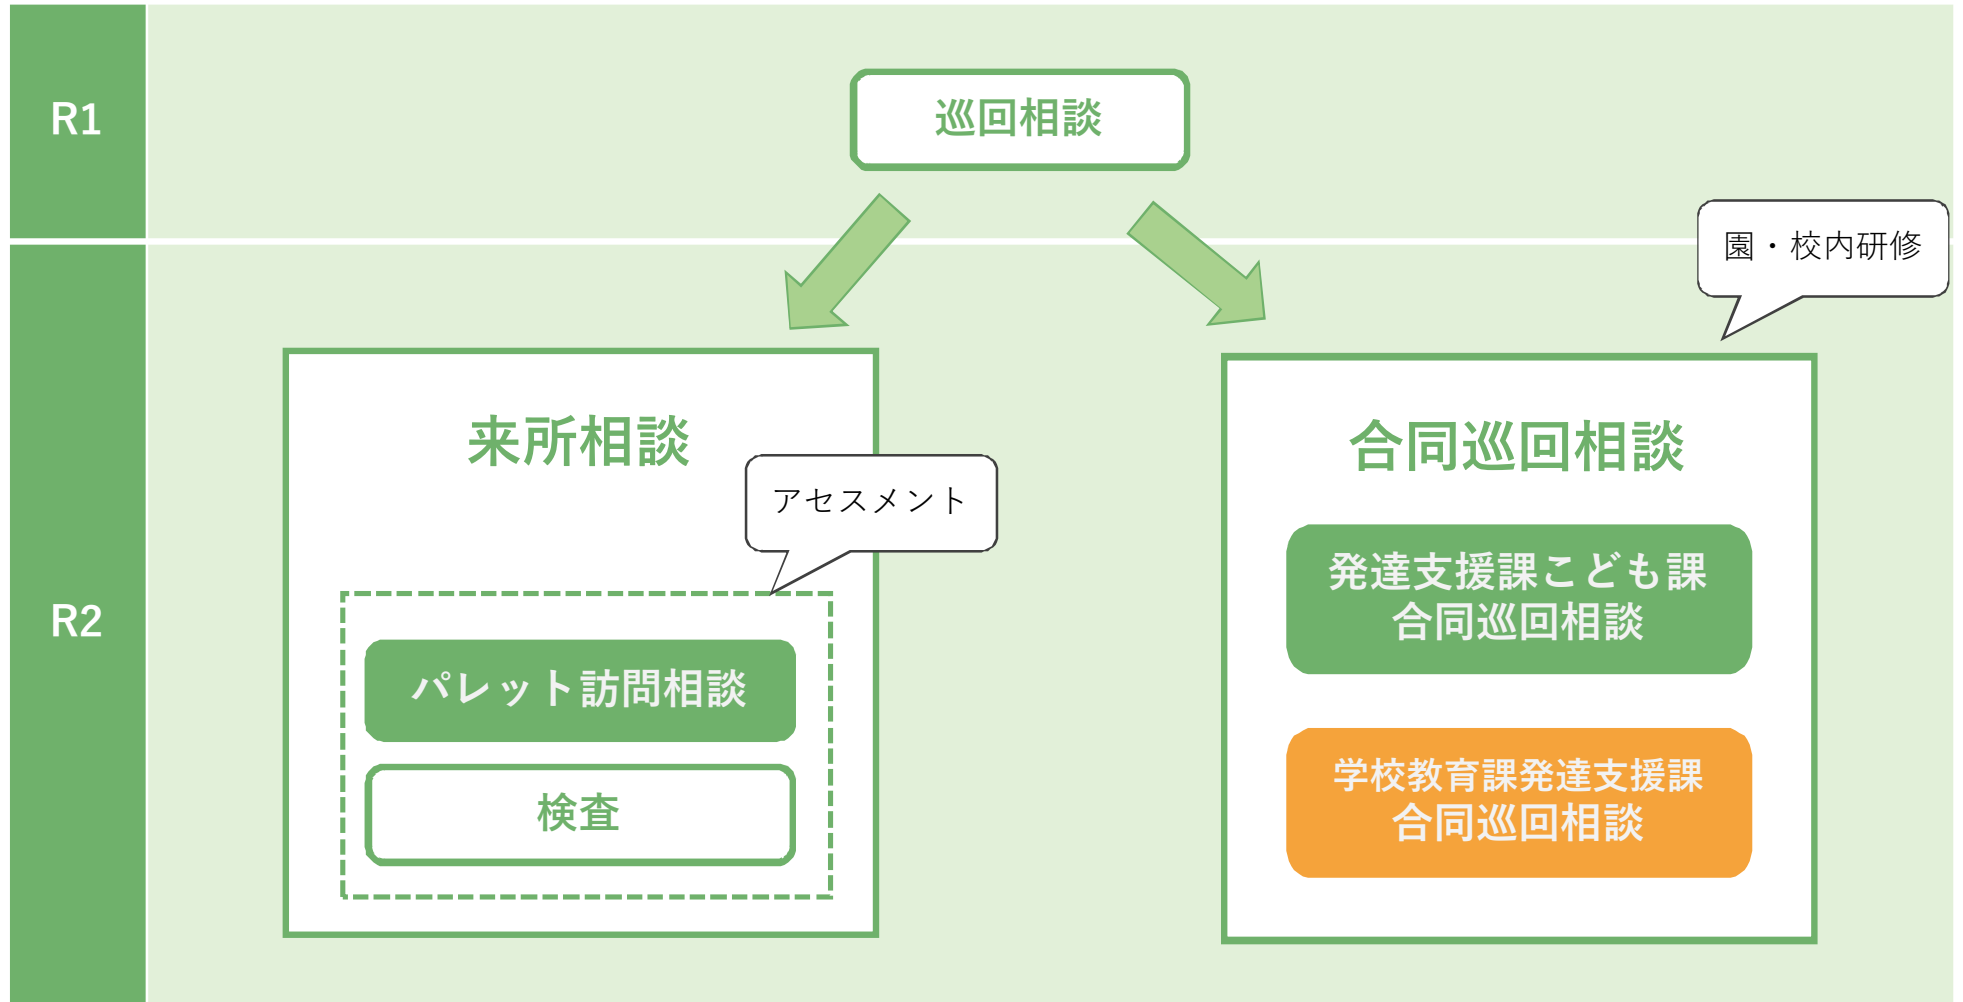 R1
巡回相談
園・校内研修
R2
来所相談
アセスメント
パレット訪問相談
検査
合同巡回相談
発達支援課こども課
合同巡回相談
学校教育課発達支援課
合同巡回相談